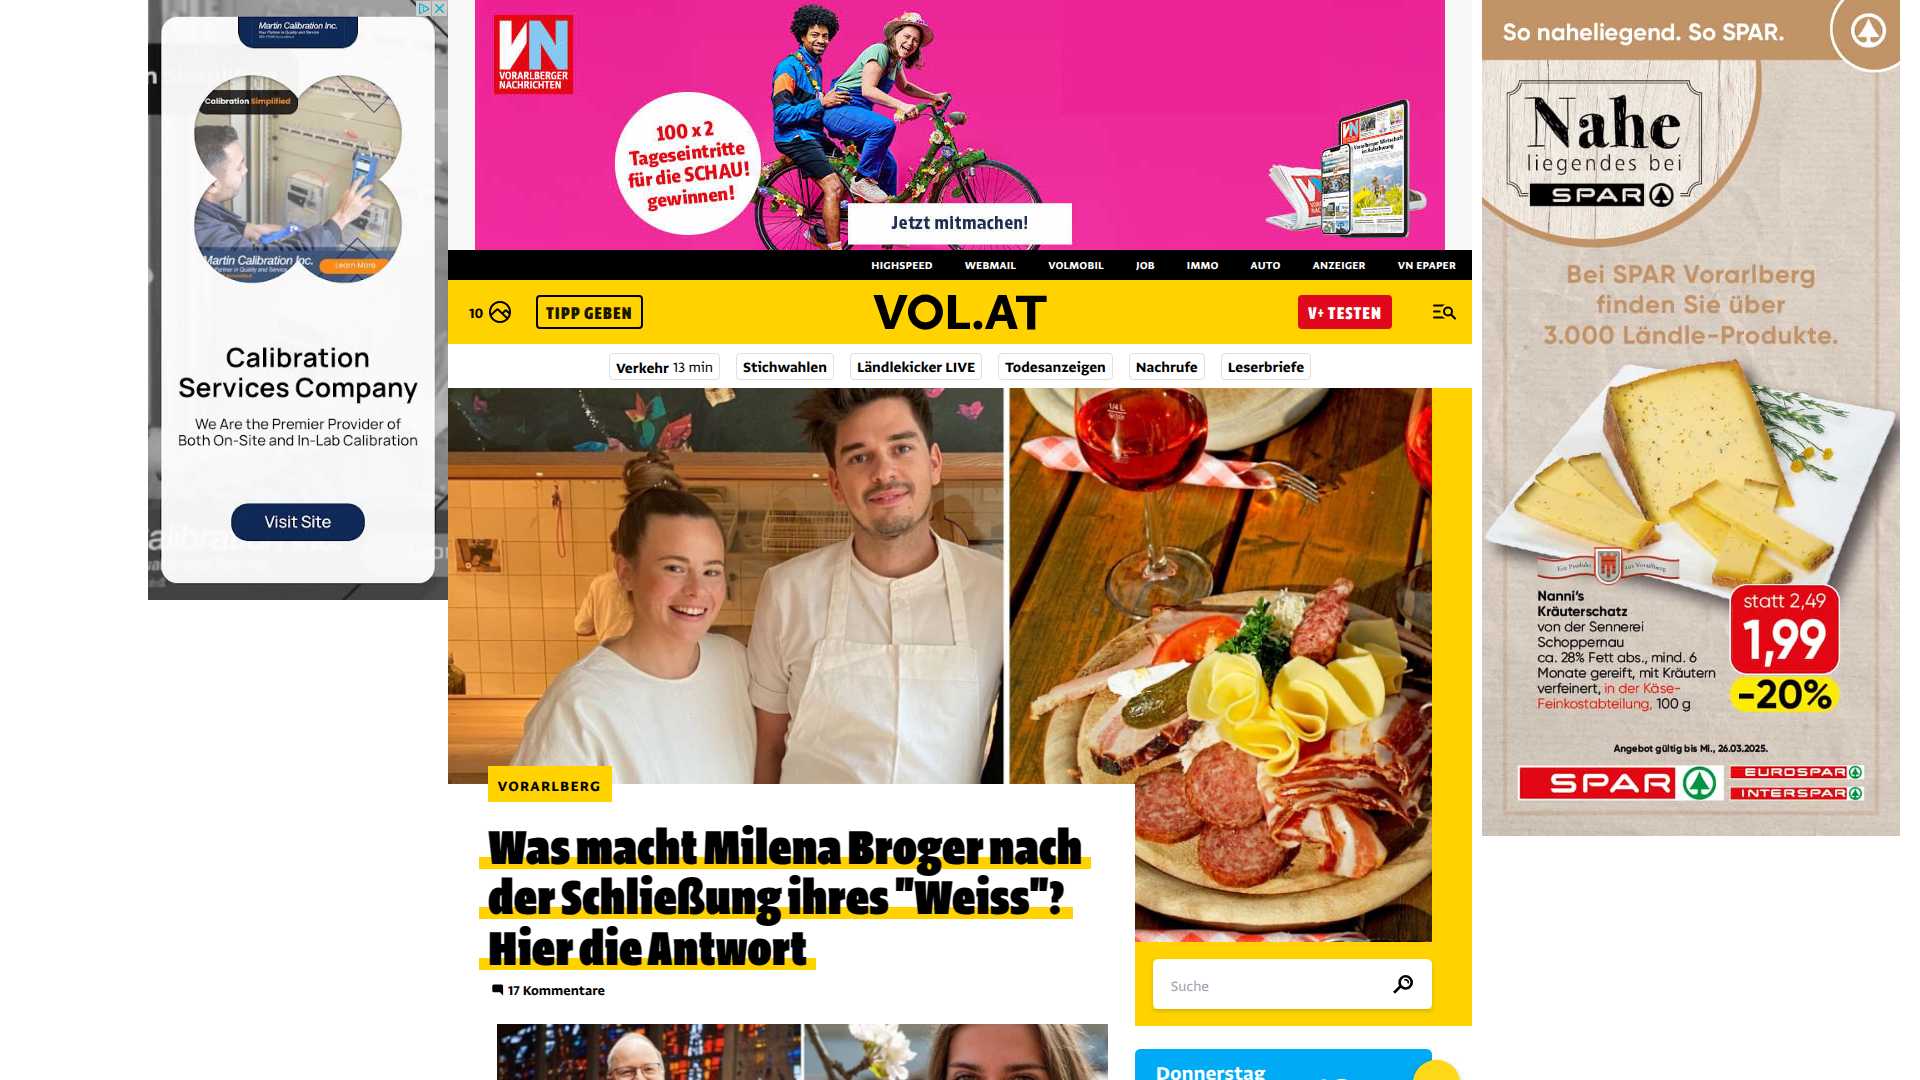 Martin Calibration Inc.
Calibration Simplified
Martin Calibration Inc.
Learn More
Calibration
Services Company
We Are the Premier Provider of
Both On-Site and In-Lab Calibration
Visit Site
VN
VORARLBERGER
NACHRICHTEN
100 x 2
Tageseintritte
für die SCHAU!
gewinnen!
Jetzt mitmachen!
HIGHSPEED WEBMAIL VOLMOBIL JOB IMMO AUTO ANZEIGER VN EPAPER
10 TIPP GEBEN VOL.AT V+ TESTEN
Verkehr 13 min Stichwahlen Ländlekicker LIVE Todesanzeigen Nachrufe Leserbriefe
VORARLBERG
Was macht Milena Broger nach
der Schließung ihres "Weiss"?
Hier die Antwort
17 Kommentare
Suche
Donnerstag
So naheliegend. So SPAR.
Nahe
liegendes bei
SPAR
Bei SPAR Vorarlberg
finden Sie über
3.000 Ländle-Produkte.
Ein Produkt aus Vorarlberg
Nanni's
Kräuterschatz
von der Sennerei
Schoppernau
ca. 28% Fett abs., mind. 6
Monate gereift, mit Kräutern
verfeinert, in der Käse-
Feinkostabteilung, 100 g
statt 2,49
1,99
-20%
Angebot gültig bis Mi., 26.03.2025.
SPAR
EUROSPAR
INTERSPAR